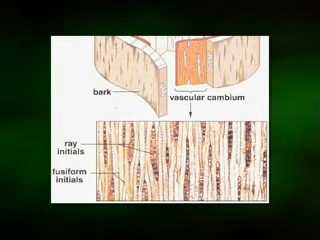 bark
vascular cambium
ray
initials
fusiform
initials